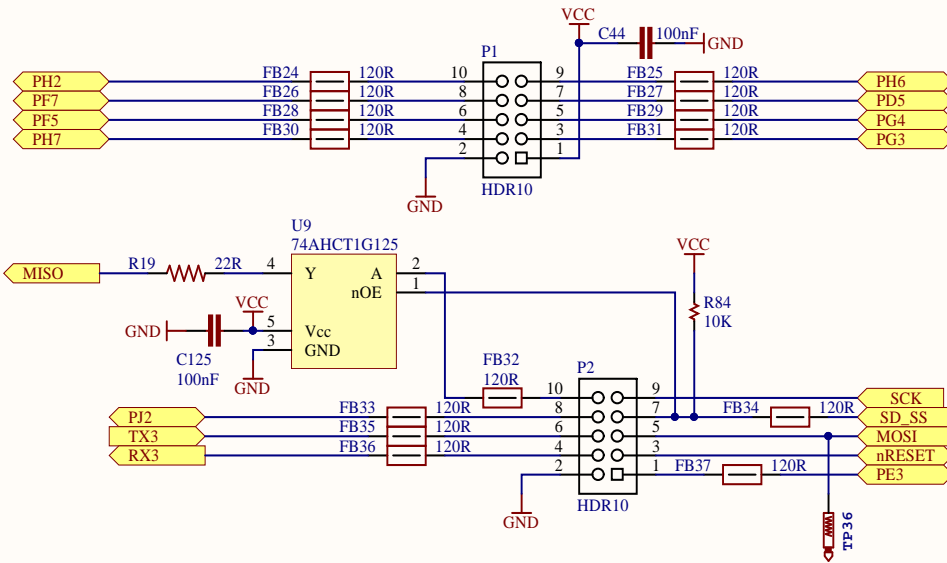 VCC
C44 100nF GND
P1
PH2 FB24 120R 10 9 FB25 120R PH6
PF7 FB26 120R 8 7 FB27 120R PD5
PF5 FB28 120R 6 5 FB29 120R PG4
PH7 FB30 120R 4 3 FB31 120R PG3
2 1
GND HDR10
U9
74AHCT1G125
MISO R19 22R 4 Y A 2
nOE 1
VCC
R84
10K
GND VCC 5 Vcc
3 GND
C125
100nF GND
FB32
120R
P2
10 9 SCK
PJ2 FB33 120R 8 7 FB34 120R SD_SS
TX3 FB35 120R 6 5 MOSI
RX3 FB36 120R 4 3 nRESET
2 1 FB37 120R PE3
GND HDR10
TP36